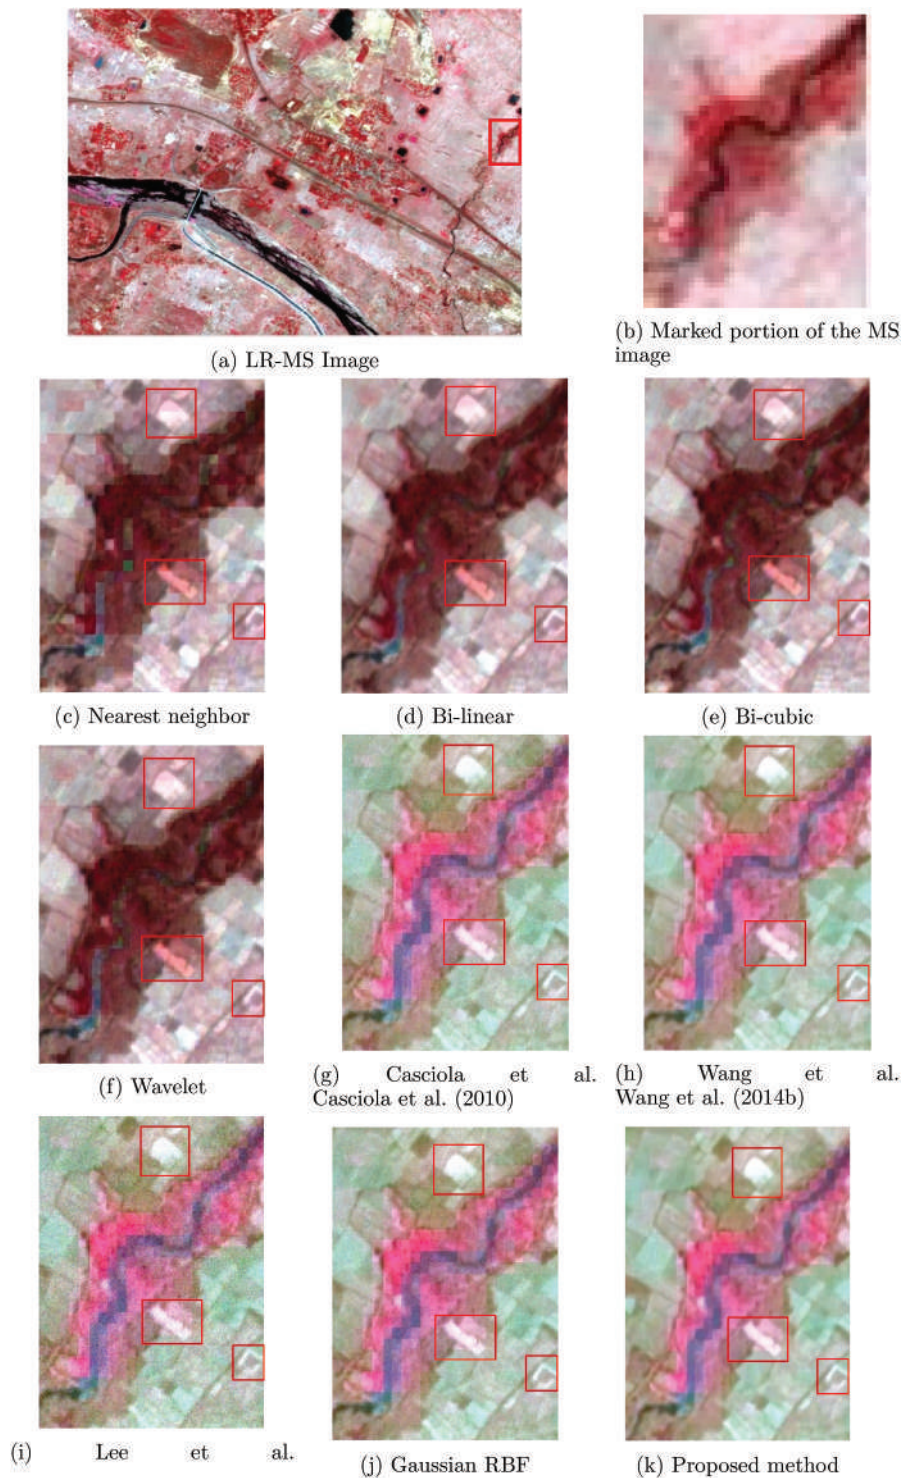 (a) LR-MS Image
(b) Marked portion of the MS
image
(c) Nearest neighbor
(d) Bi-linear
(e) Bi-cubic
(f) Wavelet
(g) Casciola et al.
Casciola et al. (2010)
(h) Wang et al.
Wang et al. (2014b)
(i) Lee et al.
(j) Gaussian RBF
(k) Proposed method